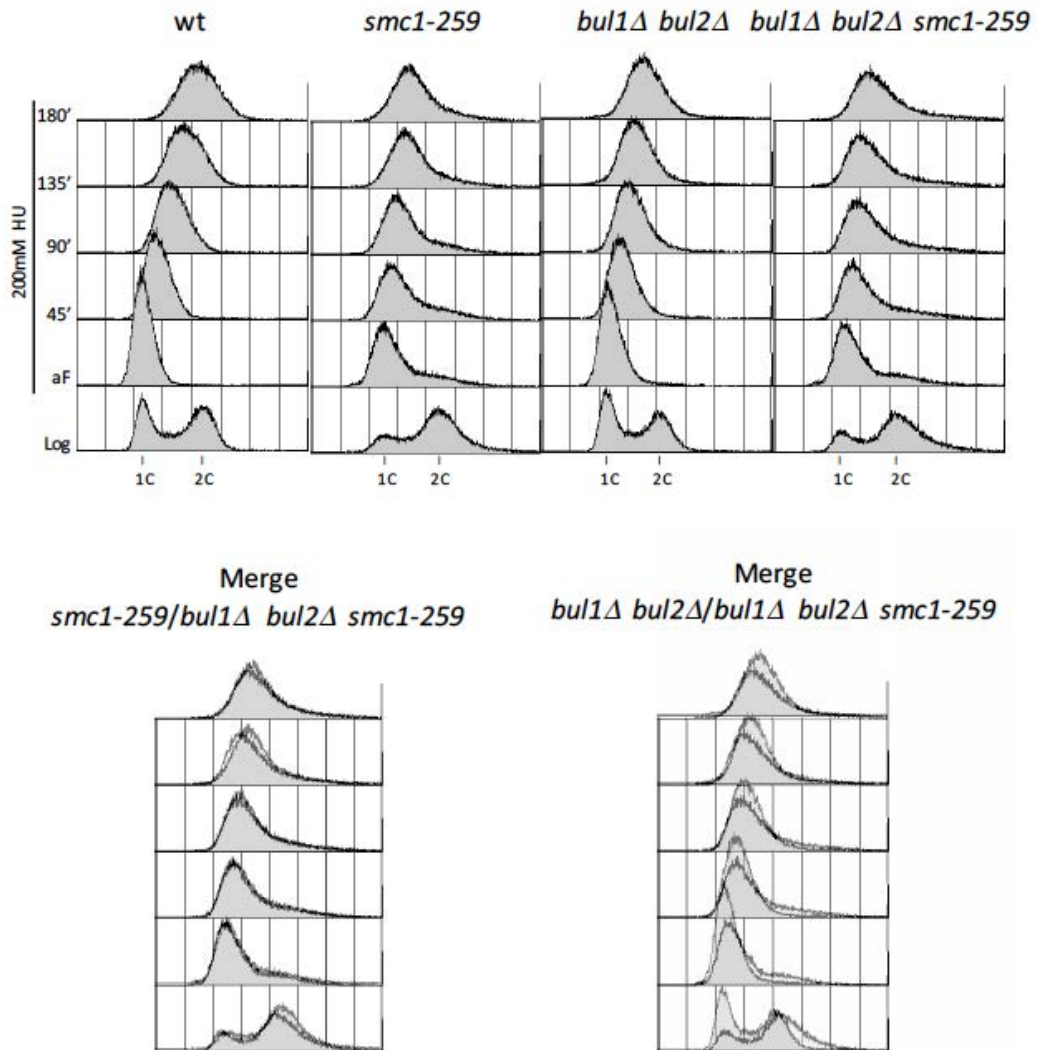 wt smc1-259 bul1Δ bul2Δ bul1Δ bul2Δ smc1-259
200mM HU
180’
135’
90’
45’
aF
Log
1C 2C 1C 2C 1C 2C 1C 2C
Merge
smc1-259/bul1Δ bul2Δ smc1-259
Merge
bul1Δ bul2Δ/bul1Δ bul2Δ smc1-259